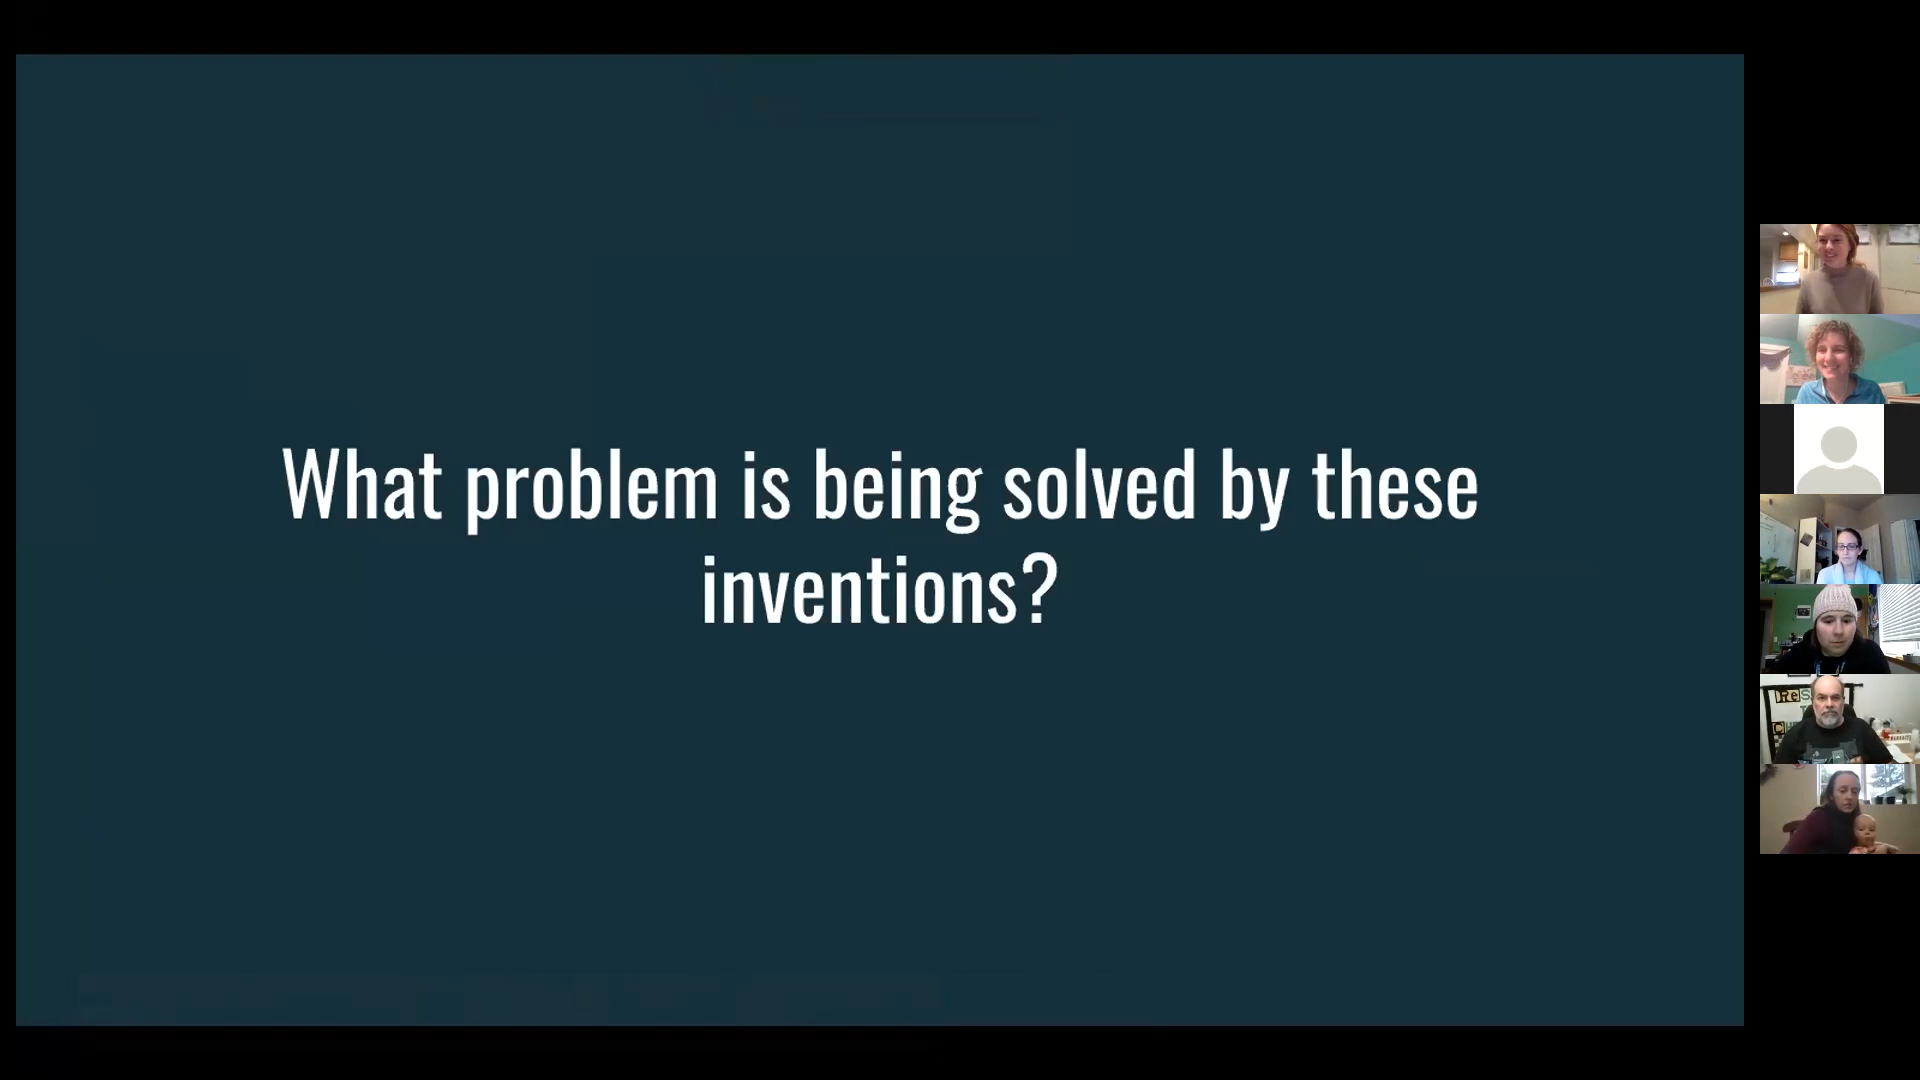 What problem is being solved by these
inventions?